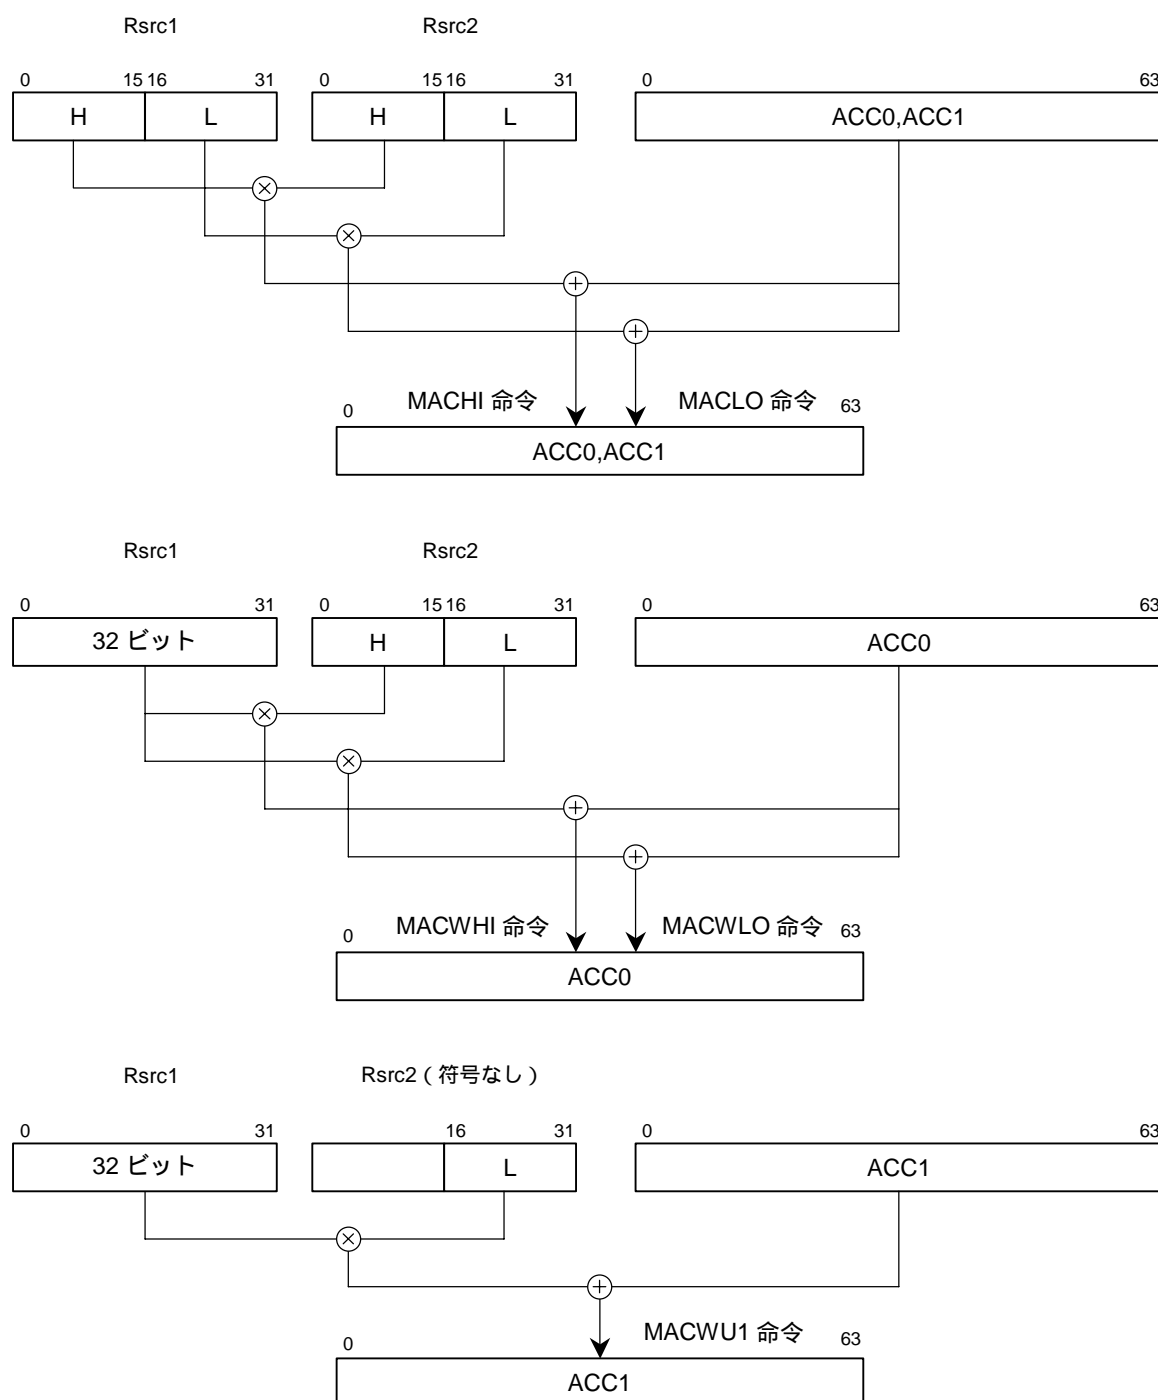 Rsrc1 Rsrc2
0 15 16 31 0 15 16 31 0 63
H L H L ACC0,ACC1
MACHI 命令 MACLO 命令
0 63
ACC0,ACC1
Rsrc1 Rsrc2
0 31 0 15 16 31 0 63
32 ビット H L ACC0
MACWHI 命令 MACWLO 命令
0 63
ACC0
Rsrc1 Rsrc2(符号なし)
0 31 16 31 0 63
32 ビット L ACC1
MACWU1 命令
0 63
ACC1